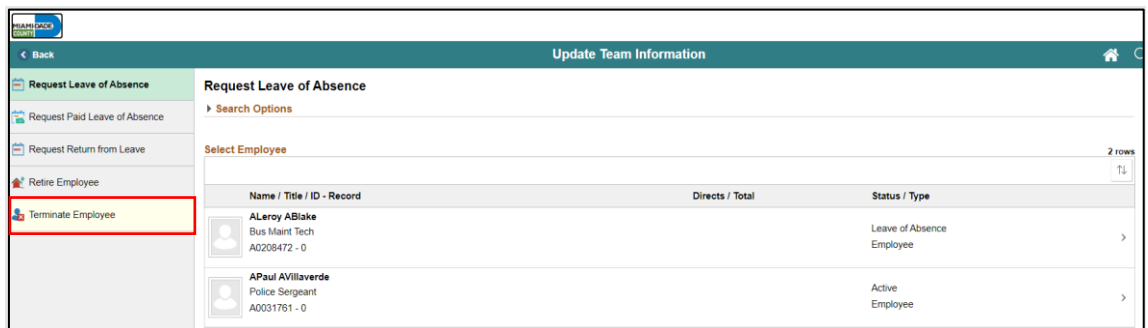 MIAMI-DADE
COUNTY
Back
Update Team Information
Request Leave of Absence
Request Paid Leave of Absence
Request Return from Leave
Retire Employee
Terminate Employee
Request Leave of Absence
Search Options
Select Employee
2 rows
Name / Title / ID - Record Directs / Total Status / Type
ALeroy ABlake
Bus Maint Tech
A0208472 - 0
Leave of Absence
Employee
APaul AVillaverde
Police Sergeant
A0031761 - 0
Active
Employee